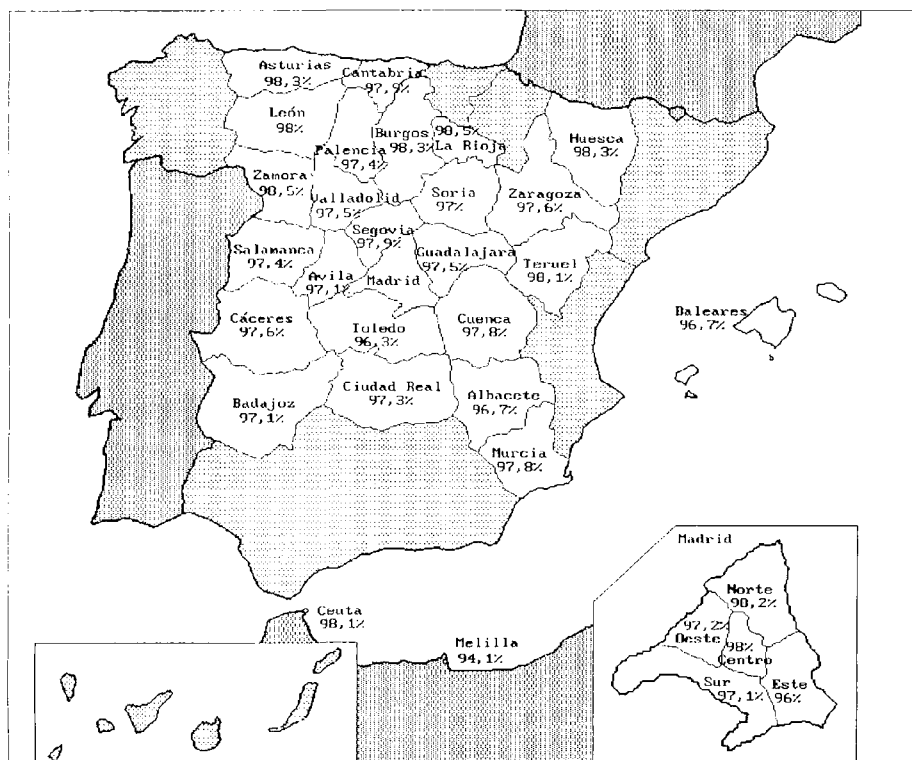 Asturias
98,3%
Cantabria
97,9%
León
98%
Burgos
98,3%
98,5%
La Rioja
Palencia
97,4%
Huesca
98,3%
Zamora
98,5%
Valladolid
97,5%
Soria
97%
Zaragoza
97,6%
Segovia
97,9%
Salamanca
97,4%
Avila
97,1%
Madrid
Guadalajara
97,5%
Teruel
98,1%
Baleares
96,7%
Cáceres
97,6%
Toledo
96,3%
Cuenca
97,8%
Badajoz
97,1%
Ciudad Real
97,3%
Albacete
96,7%
Murcia
97,8%
Madrid
Norte
98,2%
97,2%
Oeste
98%
Centro
Sur
97,1%
Este
96%
Ceuta
98,1%
Melilla
94,1%